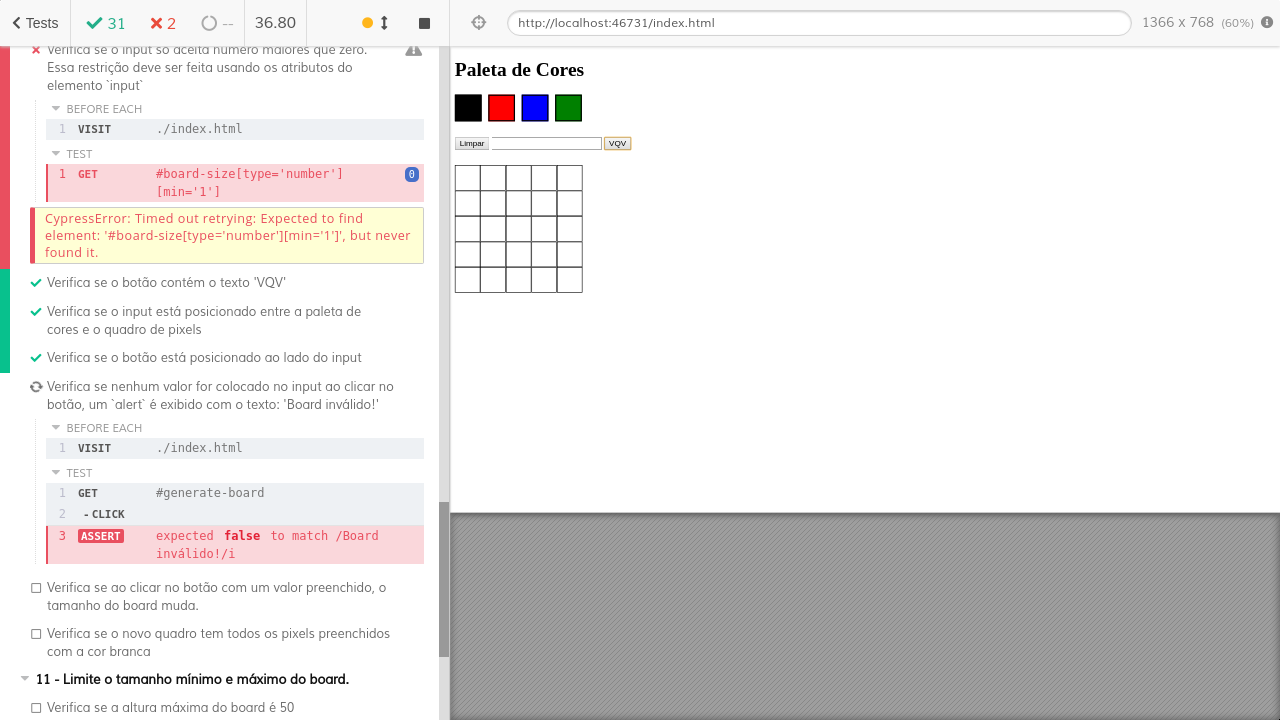 Tests 31 2 -- 36.80
http://localhost:46731/index.html 1366 x 768 (60%)
Verifica se o input só aceita número maiores que zero.
Essa restrição deve ser feita usando os atributos do
elemento `input`
BEFORE EACH
1 VISIT ./index.html
TEST
1 GET #board-size[type='number'] 0
[min='1']
CypressError: Timed out retrying: Expected to find
element: '#board-size[type='number'][min='1']', but never
found it.
Verifica se o botão contém o texto 'VQV'
Verifica se o input está posicionado entre a paleta de
cores e o quadro de pixels
Verifica se o botão está posicionado ao lado do input
Verifica se nenhum valor for colocado no input ao clicar no
botão, um `alert` é exibido com o texto: 'Board inválido!'
BEFORE EACH
1 VISIT ./index.html
TEST
1 GET #generate-board
2 -CLICK
3 ASSERT expected false to match /Board
inválido!/i
Verifica se ao clicar no botão com um valor preenchido, o
tamanho do board muda.
Verifica se o novo quadro tem todos os pixels preenchidos
com a cor branca
11 - Limite o tamanho mínimo e máximo do board.
Verifica se a altura máxima do board é 50
Paleta de Cores
Limpar VQV